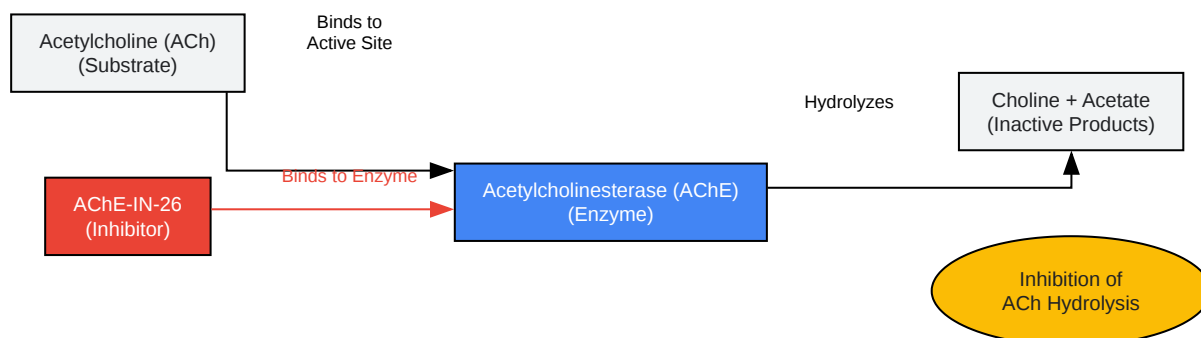 Acetylcholine (ACh)
(Substrate)
Binds to
Active Site
Hydrolyzes
Choline + Acetate
(Inactive Products)
AChE-IN-26
(Inhibitor)
Binds to Enzyme
Acetylcholinesterase (AChE)
(Enzyme)
Inhibition of
ACh Hydrolysis